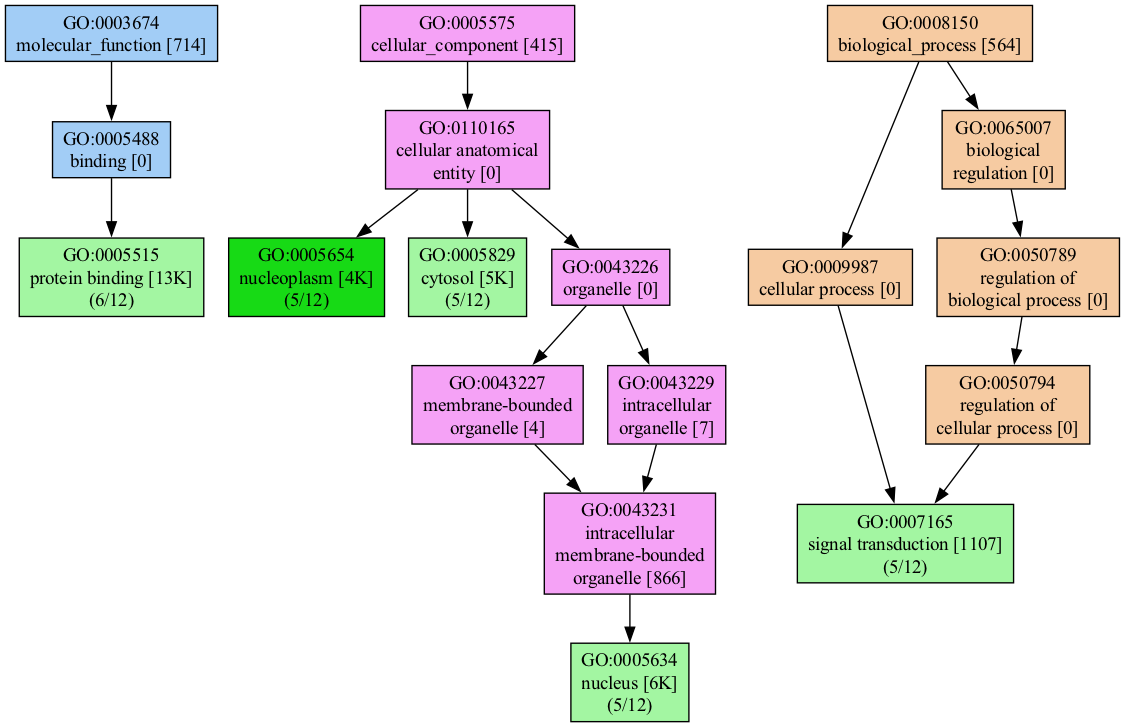 GO:0003674
molecular_function [714]
GO:0005575
cellular_component [415]
GO:0008150
biological_process [564]
GO:0005488
binding [0]
GO:0110165
cellular anatomical
entity [0]
GO:0065007
biological
regulation [0]
GO:0005515
protein binding [13K]
(6/12)
GO:0005654
nucleoplasm [4K]
(5/12)
GO:0005829
cytosol [5K]
(5/12)
GO:0043226
organelle [0]
GO:0009987
cellular process [0]
GO:0050789
regulation of
biological process [0]
GO:0043227
membrane-bounded
organelle [4]
GO:0043229
intracellular
organelle [7]
GO:0050794
regulation of
cellular process [0]
GO:0043231
intracellular
membrane-bounded
organelle [866]
GO:0007165
signal transduction [1107]
(5/12)
GO:0005634
nucleus [6K]
(5/12)